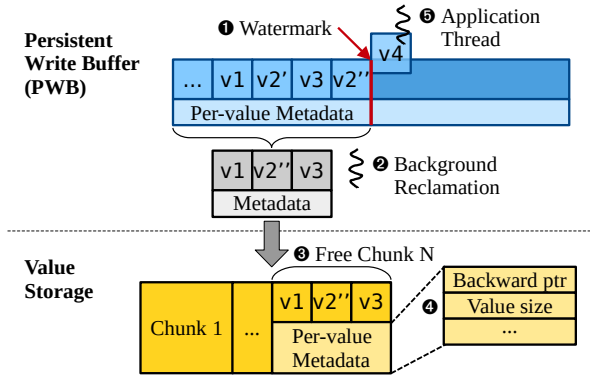 ❶ Watermark
❺ Application
Thread
Persistent
Write Buffer
(PWB)
v4
... v1 v2' v3 v2''
Per-value Metadata
v1 v2'' v3
Metadata
❷ Background
Reclamation
❸ Free Chunk N
Value
Storage
Chunk 1
...
v1 v2'' v3
Per-value
Metadata
❹
Backward ptr
Value size
...